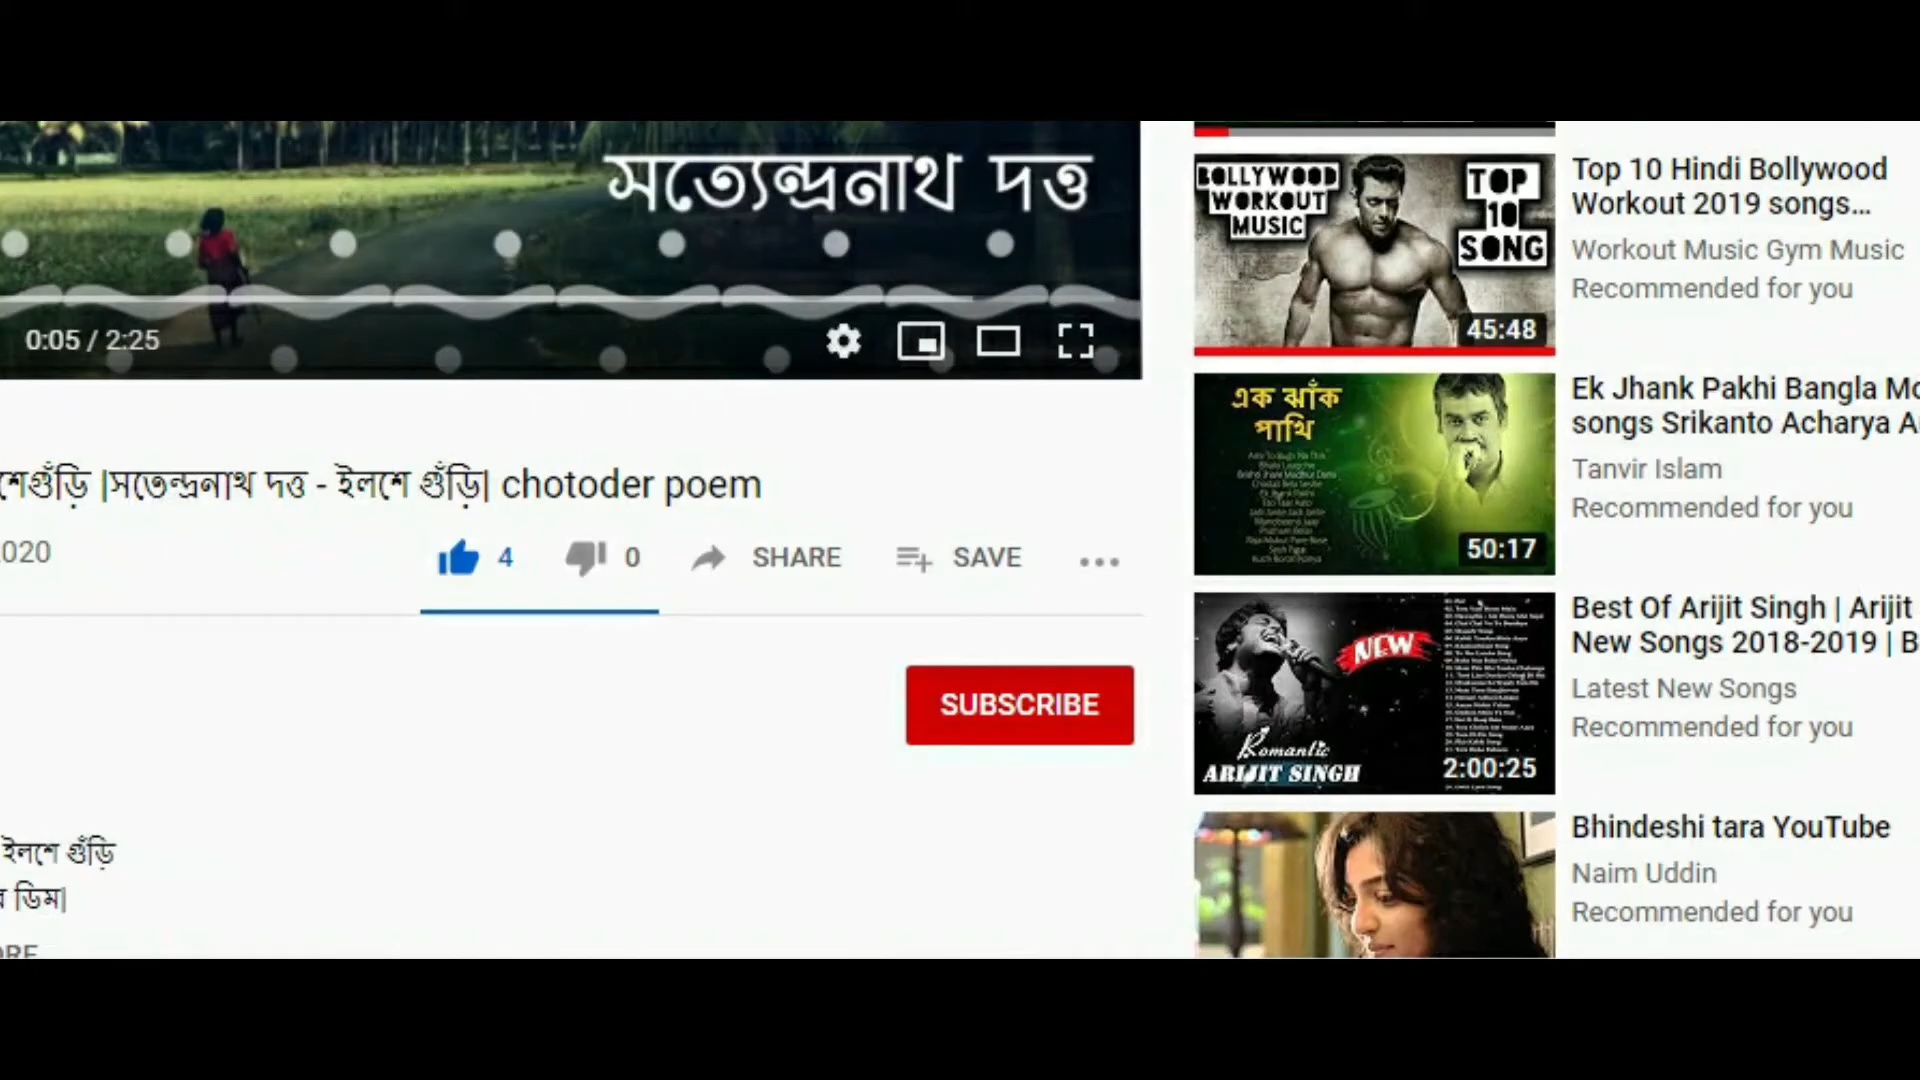 সত্যেন্দ্রনাথ দত্ত
0:05 / 2:25
শেগুঁড়ি |সতেন্দ্রনাথ দত্ত - ইলশে গুঁড়ি| chotoder poem
020
4
0
SHARE
SAVE
SUBSCRIBE
ইলশে গুঁড়ি
ডিম|
BOLLYWOOD
WORKOUT
MUSIC
TOP
10
SONG
45:48
Top 10 Hindi Bollywood
Workout 2019 songs...
Workout Music Gym Music
Recommended for you
এক ঝাঁক
পাখি
50:17
Ek Jhank Pakhi Bangla
songs Srikanto Acharya
Tanvir Islam
Recommended for you
NEW
Romantic
ARIJIT SINGH
2:00:25
Best Of Arijit Singh | Arijit
New Songs 2018-2019 | B
Latest New Songs
Recommended for you
Bhindeshi tara YouTube
Naim Uddin
Recommended for you